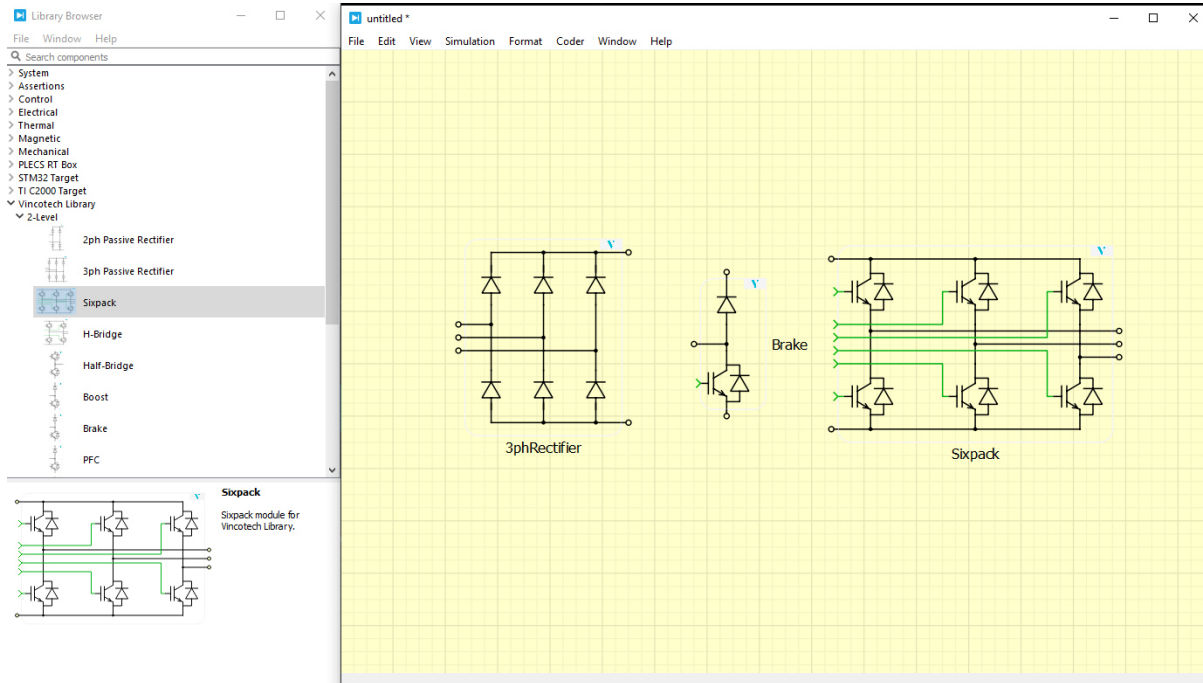 Library Browser
File Window Help
Search components
System
Assertions
Control
Electrical
Thermal
Magnetic
Mechanical
PLECS RT Box
STM32 Target
TI C2000 Target
Vincotech Library
2-Level
2ph Passive Rectifier
3ph Passive Rectifier
Sixpack
H-Bridge
Half-Bridge
Boost
Brake
PFC
Sixpack
Sixpack module for
Vincotech Library.
untitled *
File Edit View Simulation Format Coder Window Help
3phRectifier
Brake
Sixpack